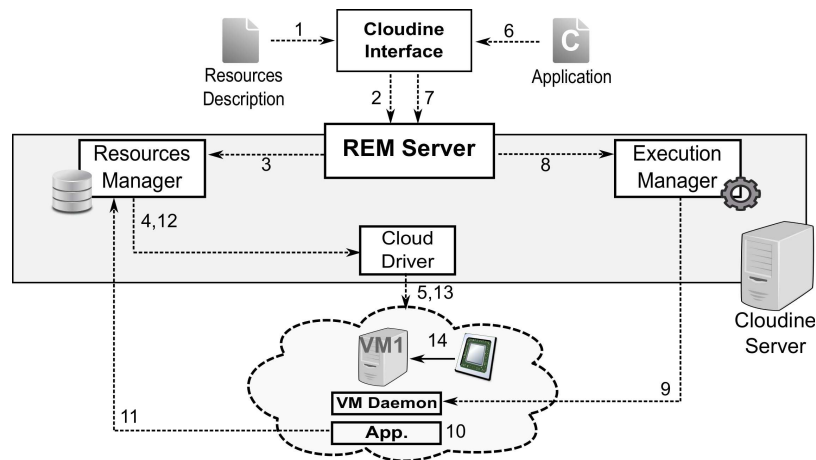 1
Cloudine
Interface
6
C
Resources
Description
Application
2
7
REM Server
Resources
Manager
3
8
Execution
Manager
4,12
Cloud
Driver
5,13
Cloudine
Server
VM1
14
9
VM Daemon
11
App.
10